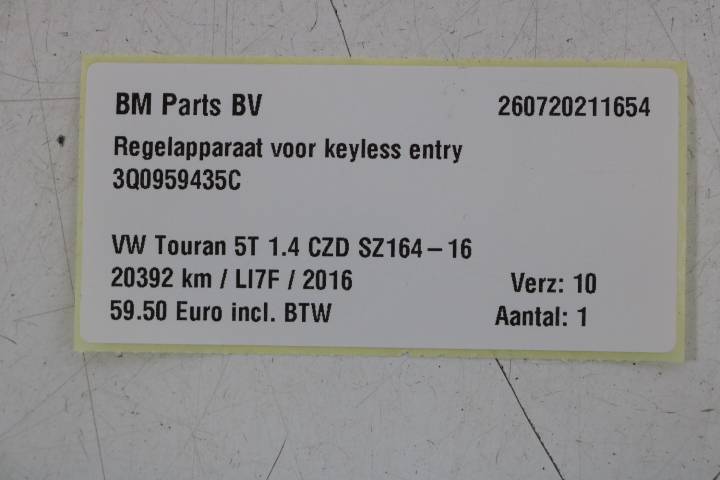 BM Parts BV 260720211654
Regelapparaat voor keyless entry
3Q0959435C
VW Touran 5T 1.4 CZD SZ164-16
20392 km / LI7F / 2016 Verz: 10
59.50 Euro incl. BTW Aantal: 1